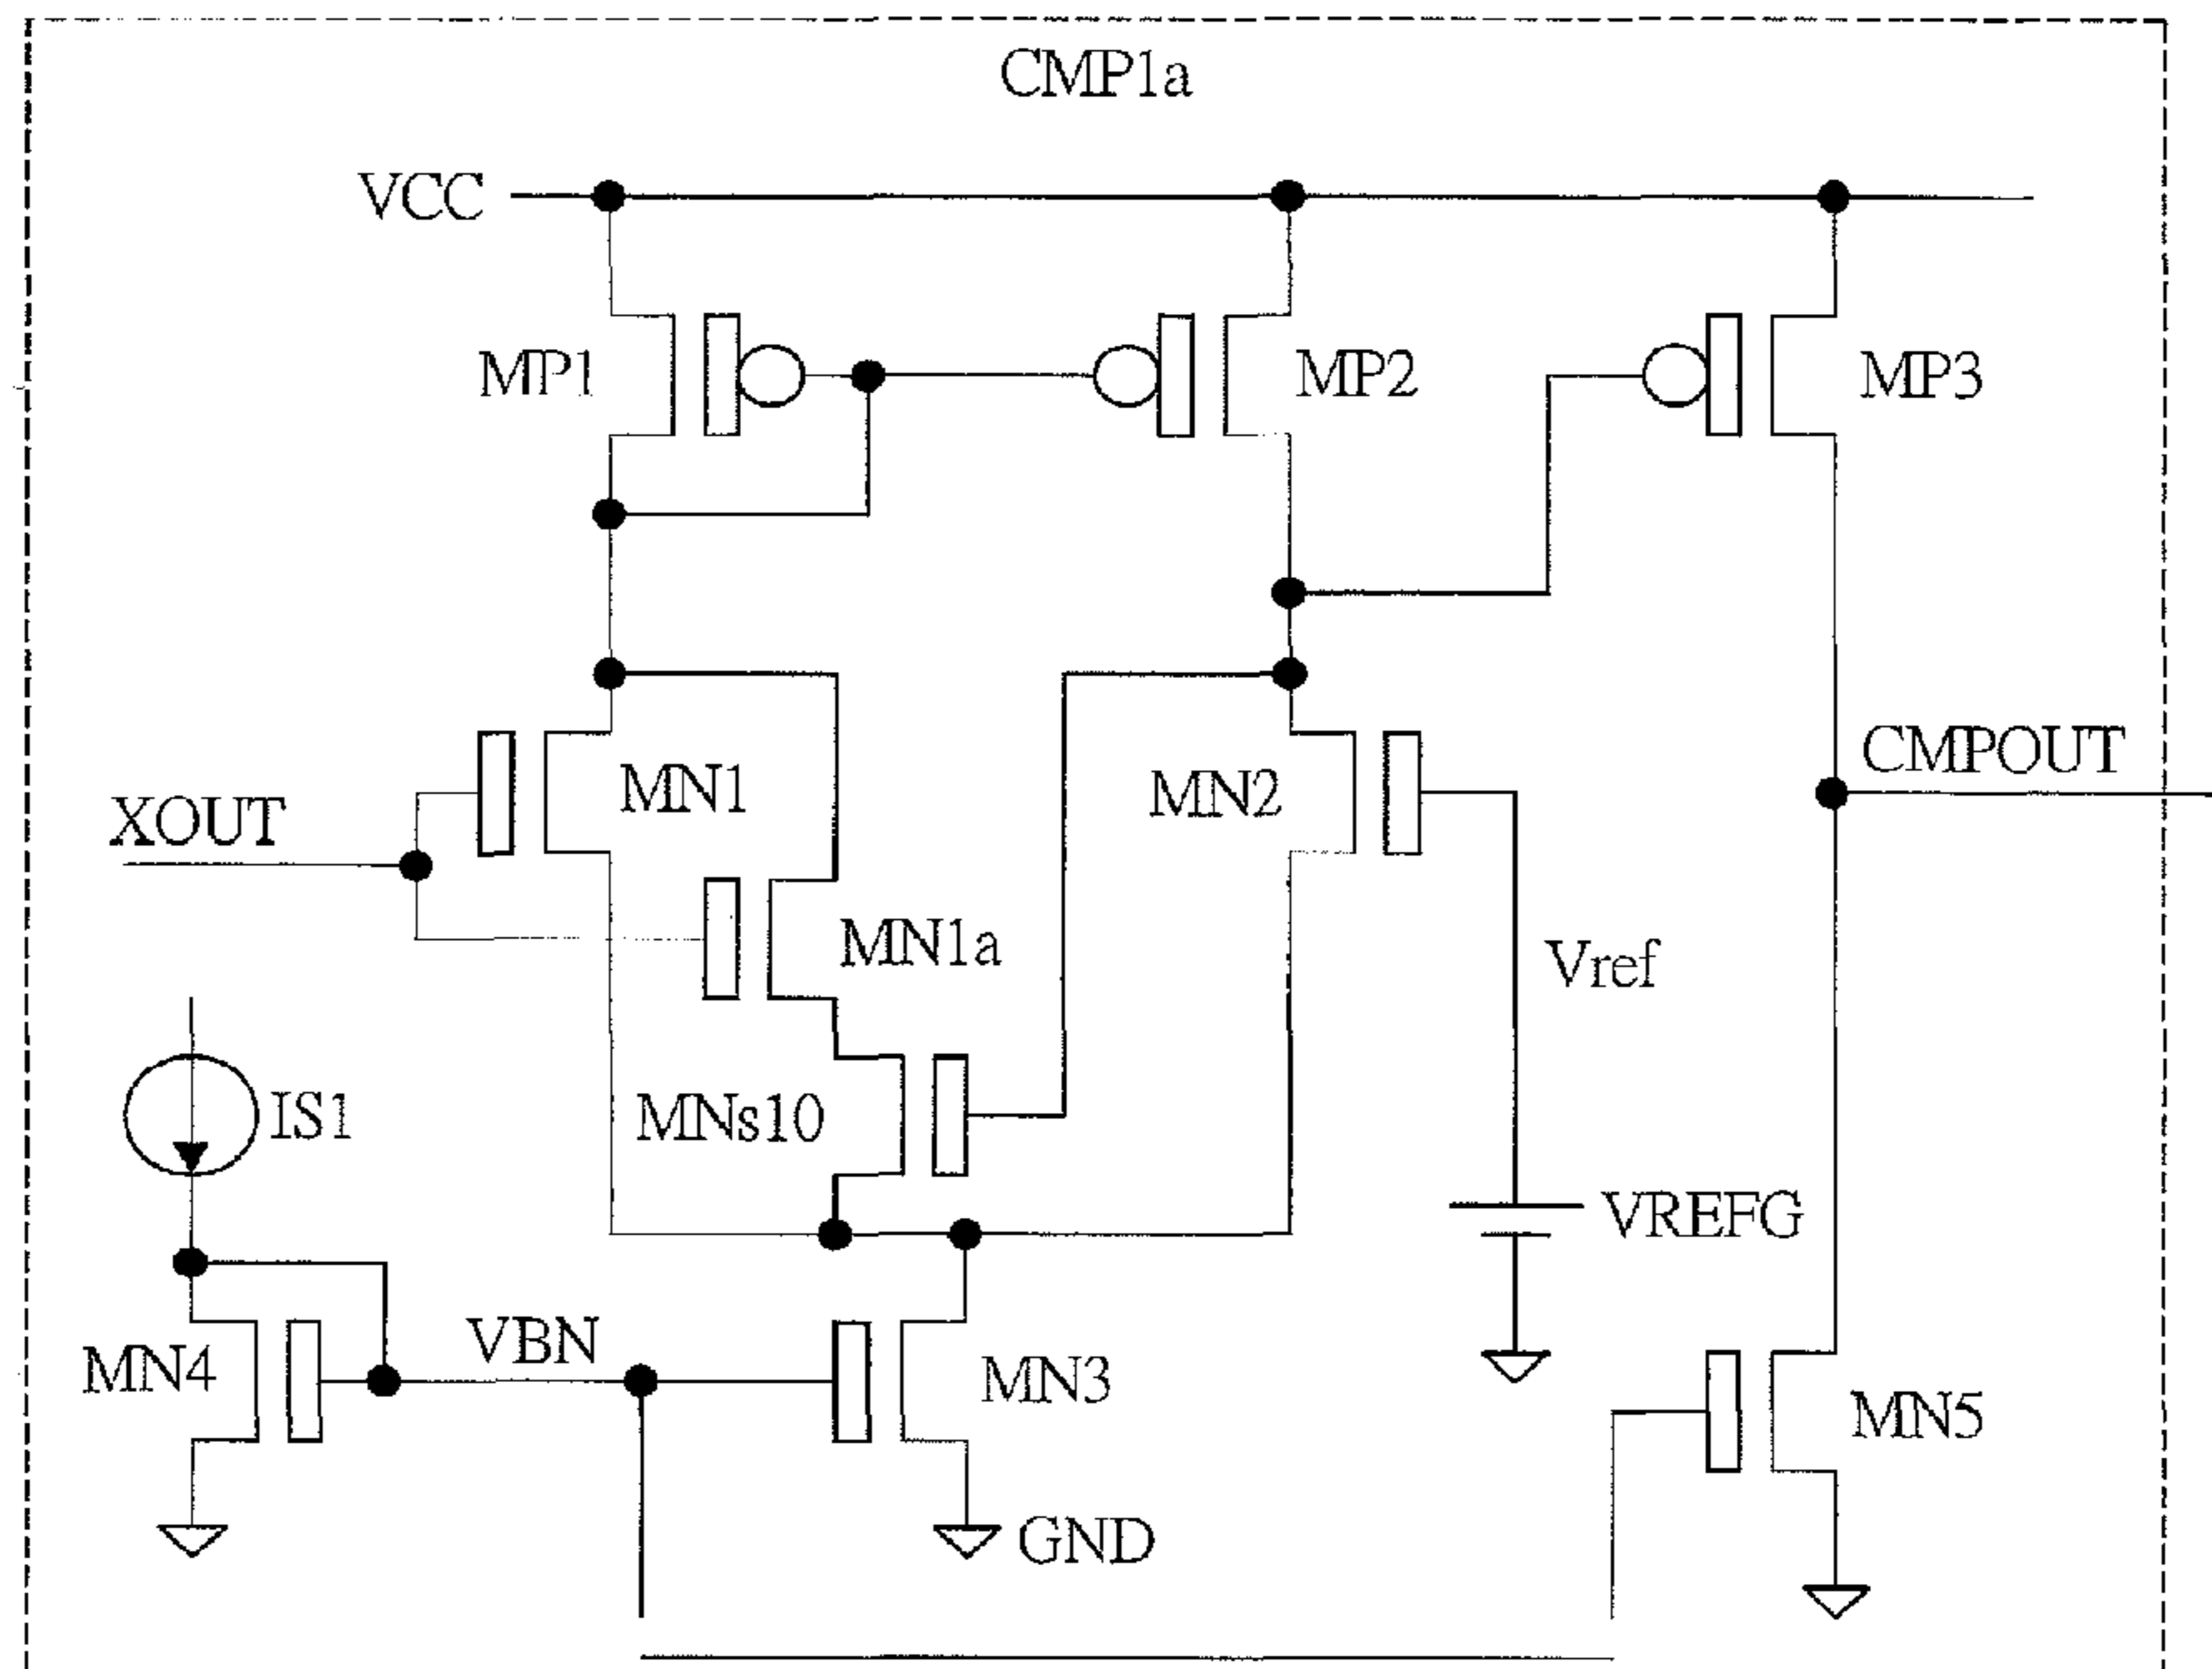 CMP1a
VCC
MP1
MP2
MP3
MN1
MN2
CMPOUT
XOUT
MN1a
Vref
IS1
MNs10
VREFG
MN4
VBN
MN3
MN5
GND